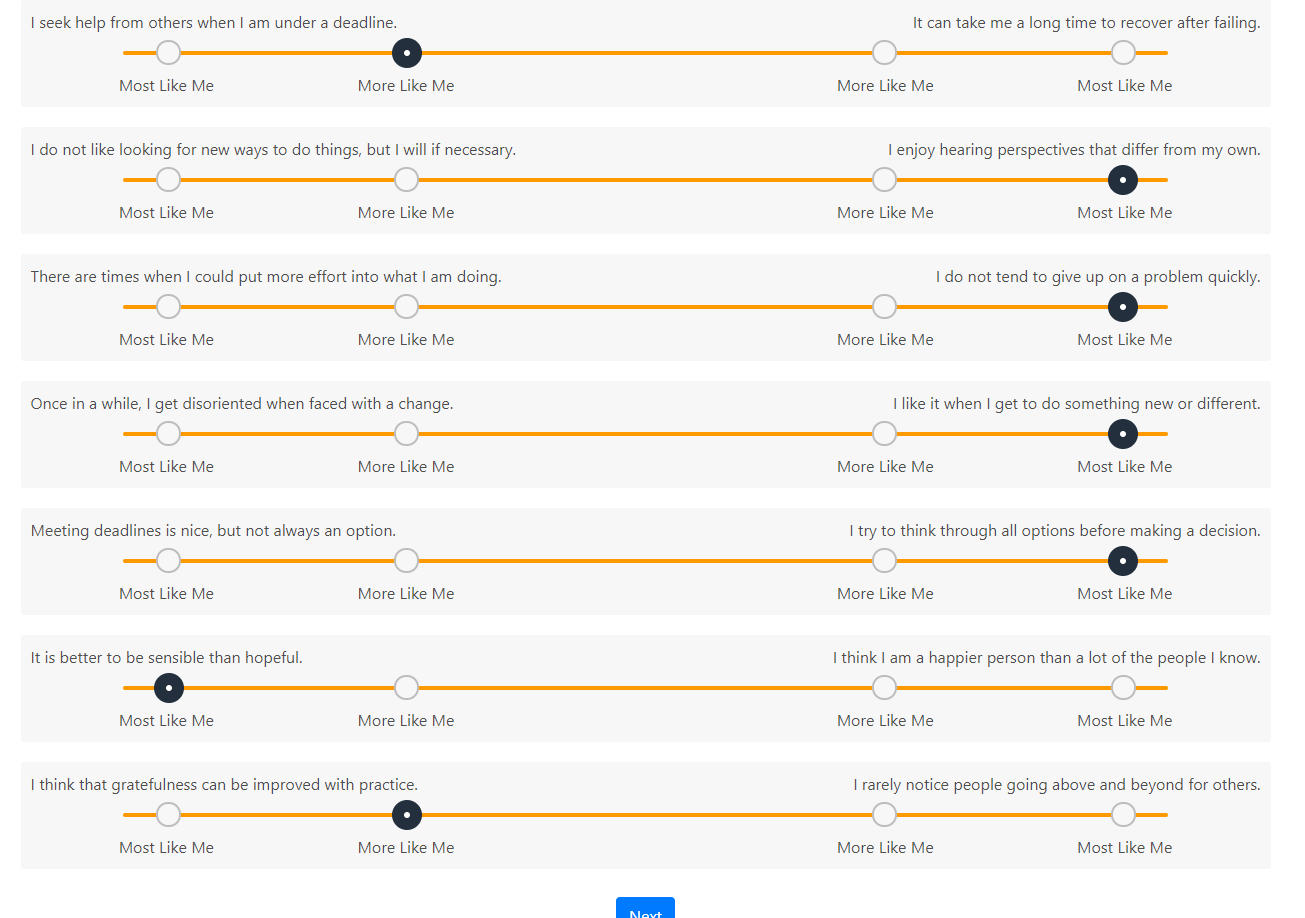 I seek help from others when I am under a deadline. It can take me a long time to recover after failing.
Most Like Me More Like Me More Like Me Most Like Me
I do not like looking for new ways to do things, but I will if necessary. I enjoy hearing perspectives that differ from my own.
Most Like Me More Like Me More Like Me Most Like Me
There are times when I could put more effort into what I am doing. I do not tend to give up on a problem quickly.
Most Like Me More Like Me More Like Me Most Like Me
Once in a while, I get disoriented when faced with a change. I like it when I get to do something new or different.
Most Like Me More Like Me More Like Me Most Like Me
Meeting deadlines is nice, but not always an option. I try to think through all options before making a decision.
Most Like Me More Like Me More Like Me Most Like Me
It is better to be sensible than hopeful. I think I am a happier person than a lot of the people I know.
Most Like Me More Like Me More Like Me Most Like Me
I think that gratefulness can be improved with practice. I rarely notice people going above and beyond for others.
Most Like Me More Like Me More Like Me Most Like Me
Next